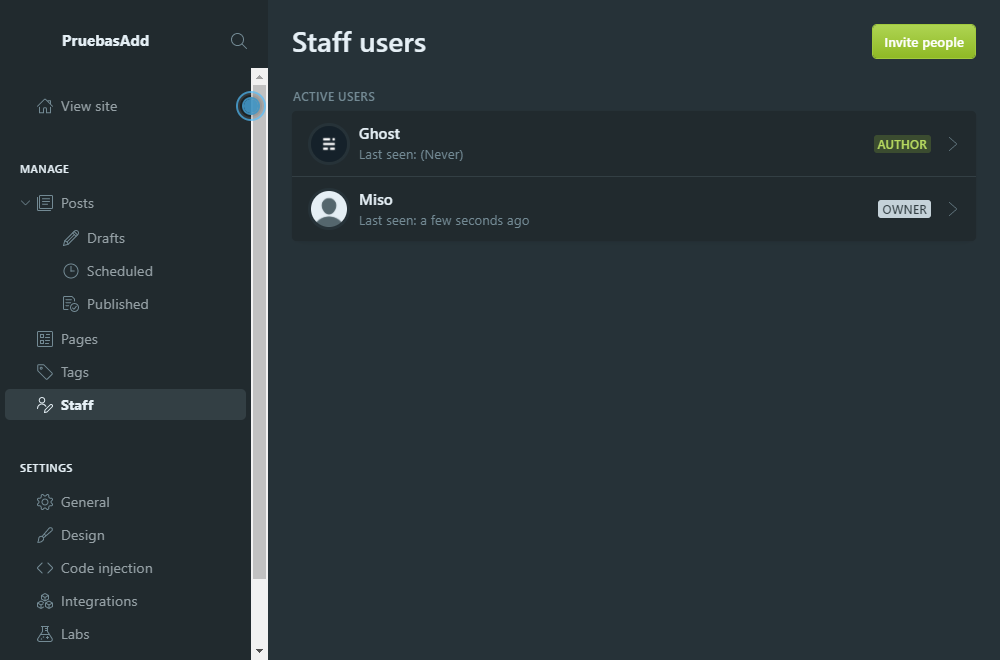 PruebasAdd
View site
MANAGE
Posts
Drafts
Scheduled
Published
Pages
Tags
Staff
SETTINGS
General
Design
Code injection
Integrations
Labs
Staff users
Invite people
ACTIVE USERS
Ghost
Last seen: (Never)
AUTHOR
Miso
Last seen: a few seconds ago
OWNER